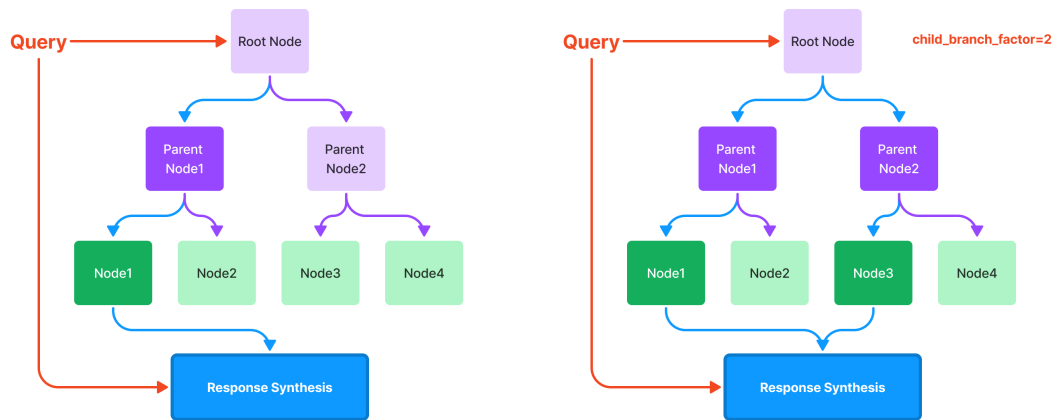 Query
Root Node
Parent
Node1
Parent
Node2
Node1
Node2
Node3
Node4
Response Synthesis
Query
Root Node
child_branch_factor=2
Parent
Node1
Parent
Node2
Node1
Node2
Node3
Node4
Response Synthesis